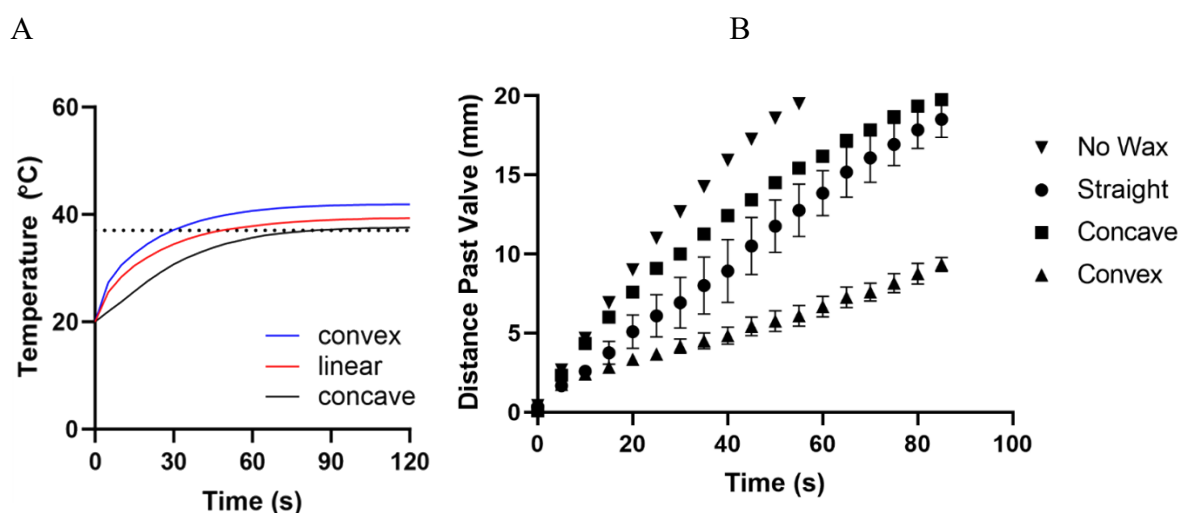 A
B
Temperature (°C)
60
40
20
0
0 30 60 90 120
Time (s)
convex
linear
concave
Distance Past Valve (mm)
20
15
10
5
0
0 20 40 60 80 100
Time (s)
No Wax
Straight
Concave
Convex